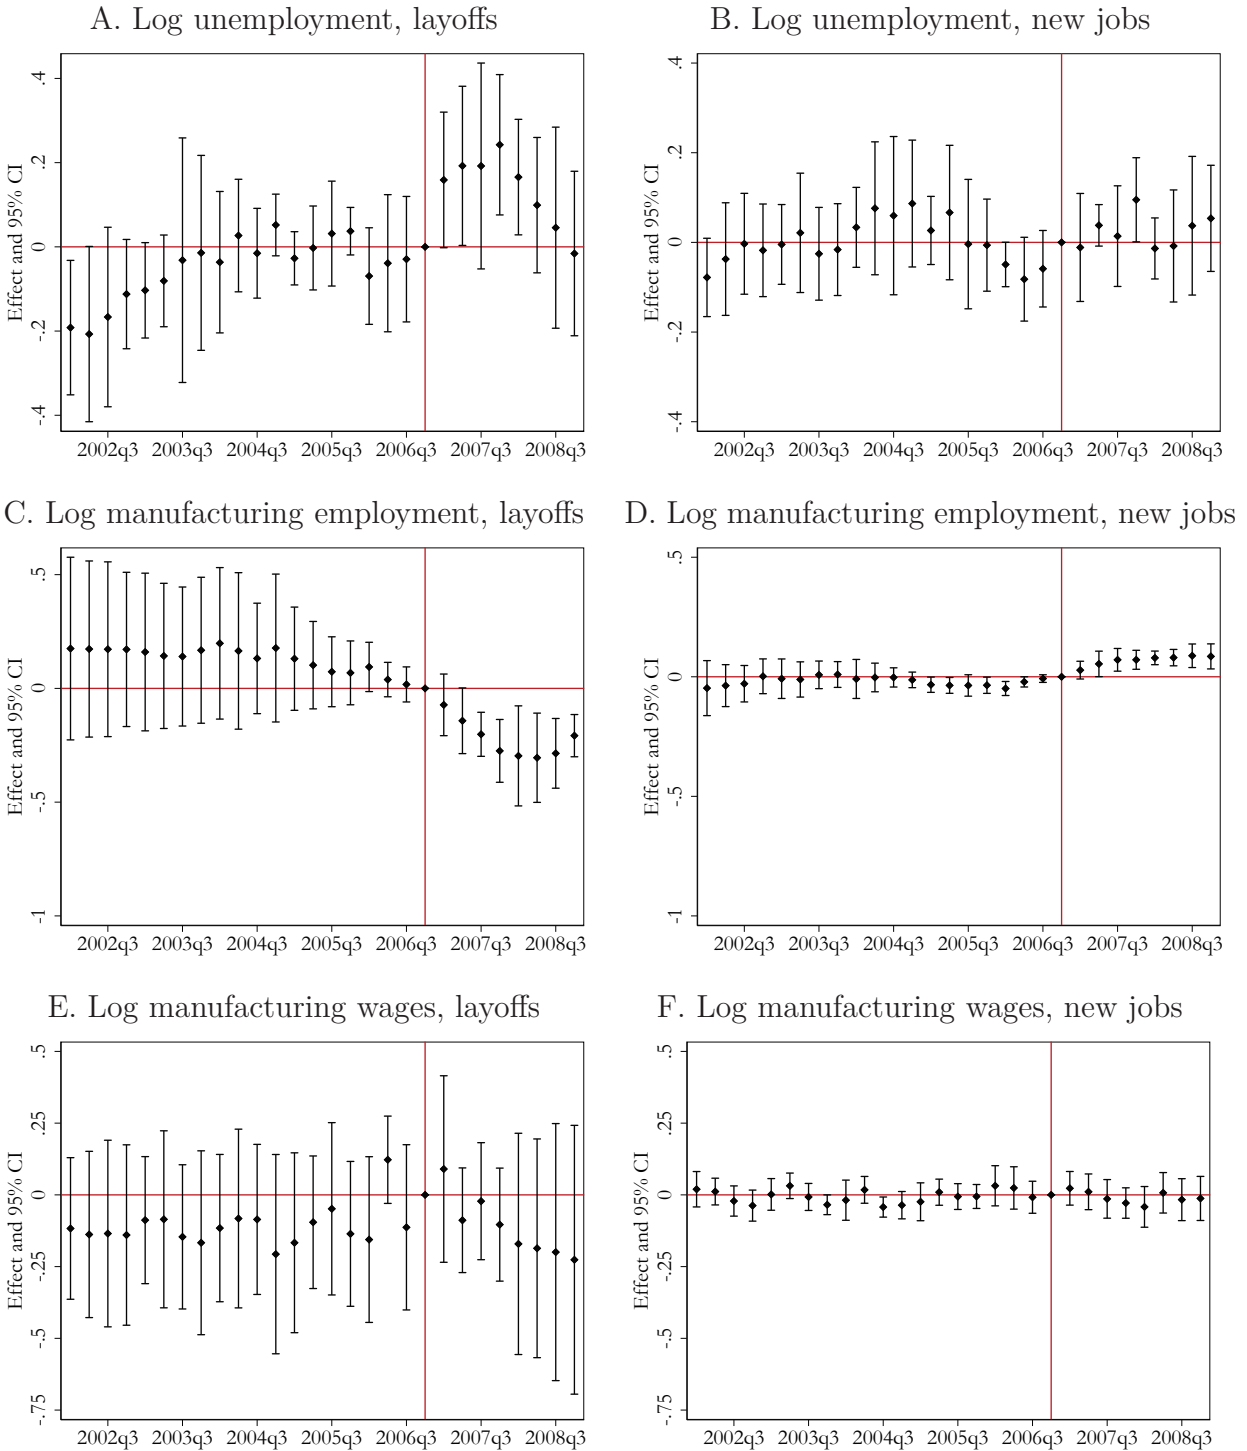 A. Log unemployment, layoffs
B. Log unemployment, new jobs
Effect and 95% CI
.4
.2
0
-.2
-.4
2002q3 2003q3 2004q3 2005q3 2006q3 2007q3 2008q3
Effect and 95% CI
.4
.2
0
-.2
-.4
2002q3 2003q3 2004q3 2005q3 2006q3 2007q3 2008q3
C. Log manufacturing employment, layoffs
D. Log manufacturing employment, new jobs
Effect and 95% CI
.5
0
-.5
-1
2002q3 2003q3 2004q3 2005q3 2006q3 2007q3 2008q3
Effect and 95% CI
.5
0
-.5
-1
2002q3 2003q3 2004q3 2005q3 2006q3 2007q3 2008q3
E. Log manufacturing wages, layoffs
F. Log manufacturing wages, new jobs
Effect and 95% CI
.5
.25
0
-.25
-.5
-.75
2002q3 2003q3 2004q3 2005q3 2006q3 2007q3 2008q3
Effect and 95% CI
.5
.25
0
-.25
-.5
-.75
2002q3 2003q3 2004q3 2005q3 2006q3 2007q3 2008q3